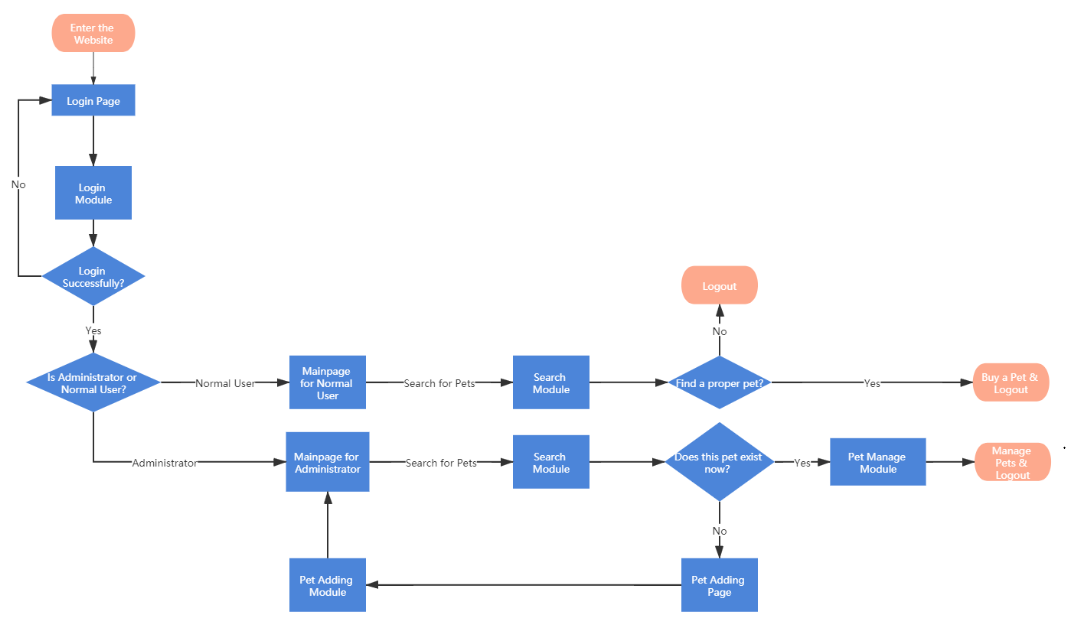 Enter the
Website
Login Page
No
Login
Module
Login
Successfully?
Yes
Logout
No
Is Administrator or
Normal User?
Normal User
Mainpage
for Normal
User
Search for Pets
Search
Module
Find a proper pet?
Yes
Buy a Pet &
Logout
Administrator
Mainpage for
Administrator
Search for Pets
Search
Module
Does this pet exist
now?
Yes
Pet Manage
Module
Manage
Pets &
Logout
No
Pet Adding
Module
Pet Adding
Page